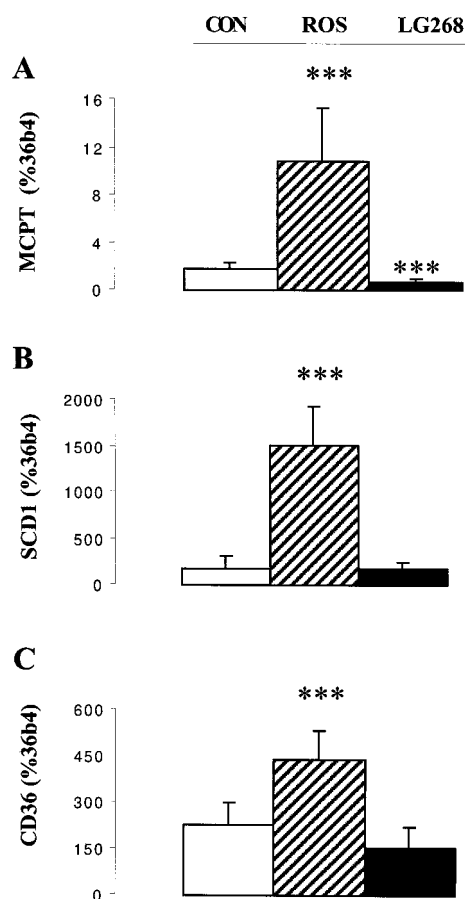 CON ROS LG268
A
***
MCPT (%36b4)
16
12
8
4
2
0
***
B
***
SCD1 (%36b4)
2000
1500
1000
500
0
C
***
CD36 (%36b4)
600
450
300
150
0